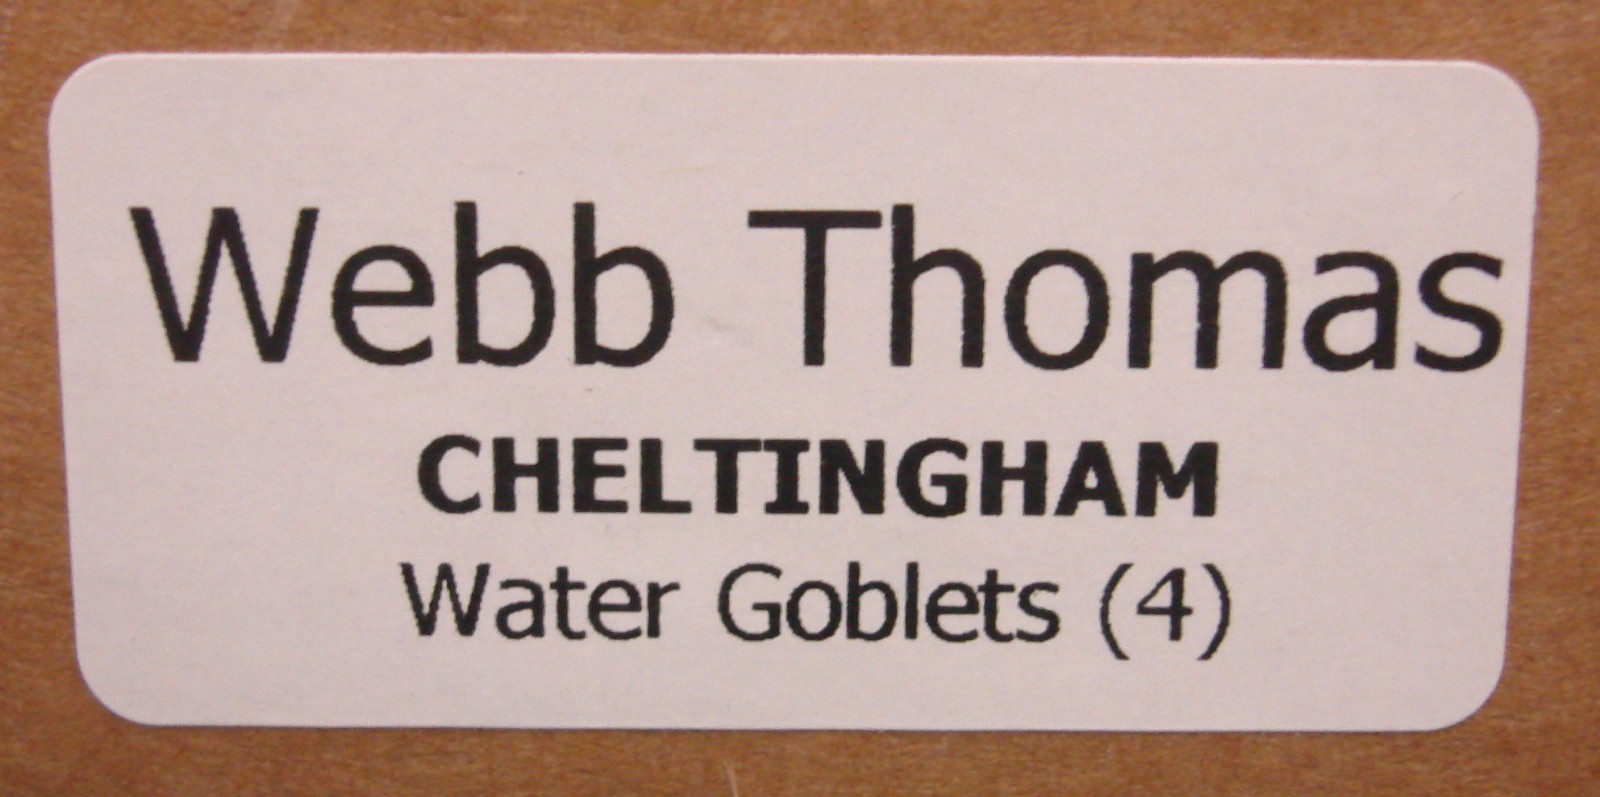 Webb Thomas
CHELTINGHAM
Water Goblets (4)